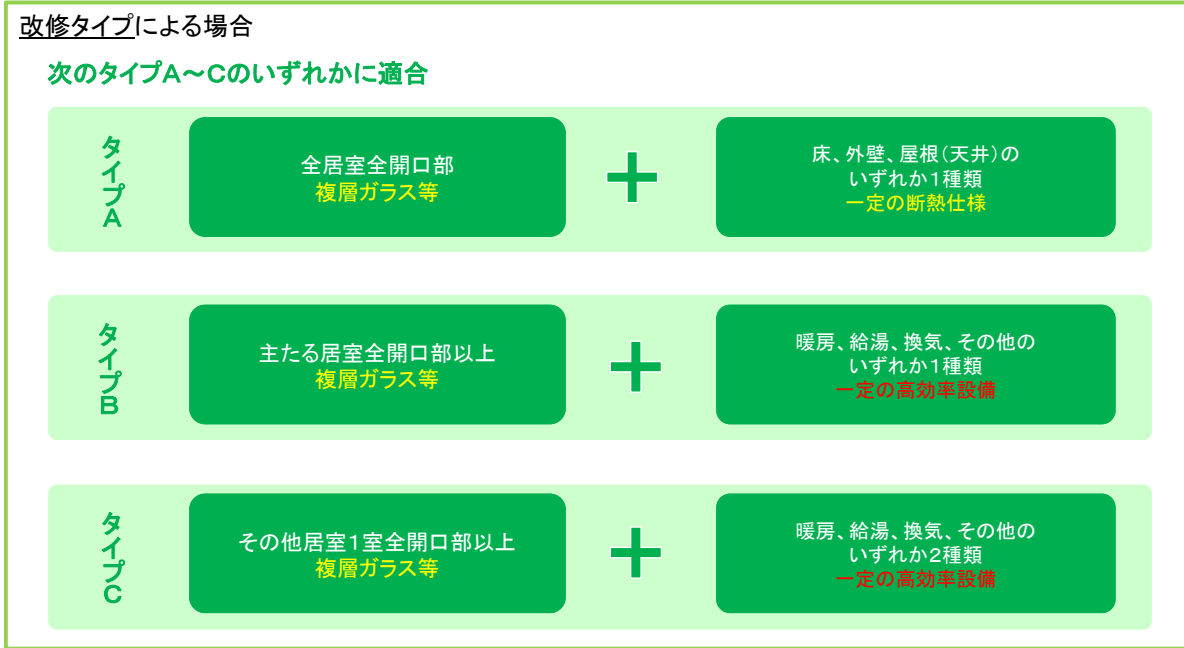 改修タイプによる場合
次のタイプA～Cのいずれかに適合
タイプA
全居室全開口部
複層ガラス等
＋
床、外壁、屋根（天井）の
いずれか1種類
一定の断熱仕様
タイプB
主たる居室全開口部以上
複層ガラス等
＋
暖房、給湯、換気、その他の
いずれか1種類
一定の高効率設備
タイプC
その他居室1室全開口部以上
複層ガラス等
＋
暖房、給湯、換気、その他の
いずれか2種類
一定の高効率設備